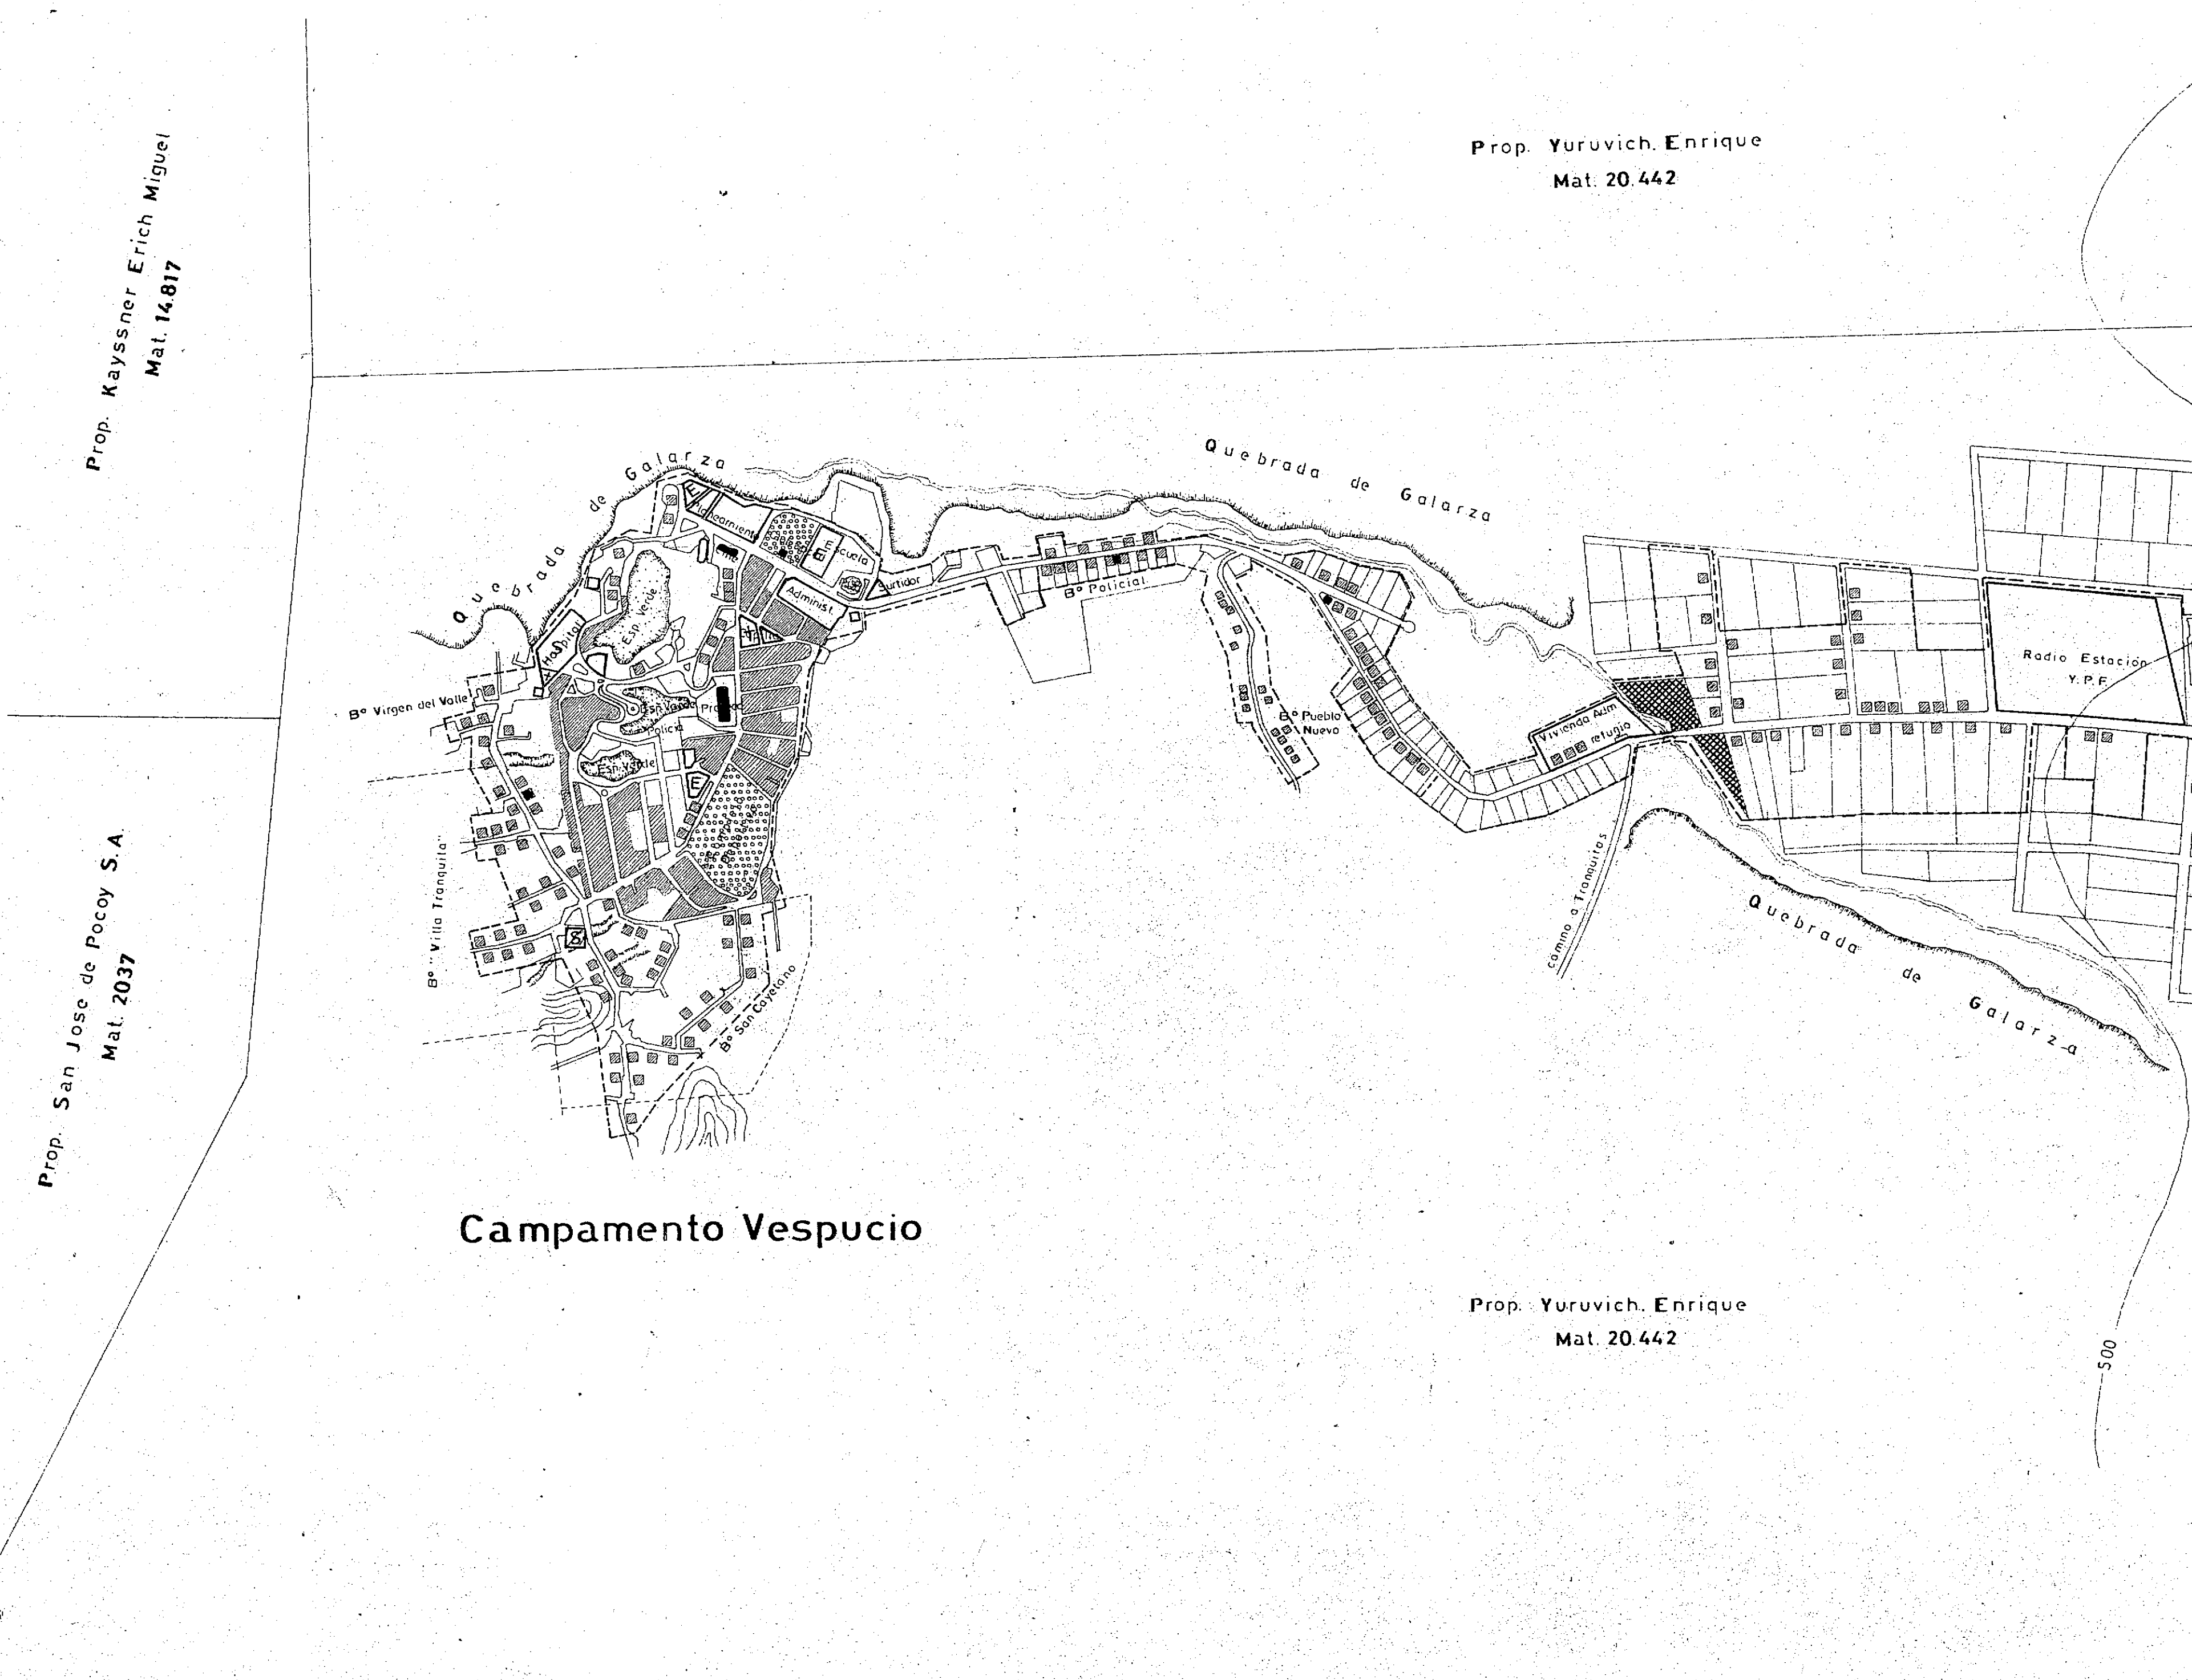 Prop. Yuruvich. Enrique
Mat. 20.442
Prop. Kayssner Erich Miguel
Mat. 14.817
Quebrada de Galarza
Quebrada de Galarza
E
Escuela
Surtidor
Bº Policial
Administ.
Hospital
Esp. Verde
Bº Virgen del Valle
Esp. Verde
Policia
Esp. Verde
E
Bº Pueblo
Nuevo
Vivienda Adm
refugio
Radio Estación
Y.P.F.
Camino a Tranquitas
Quebrada de Galarza
Bº "Villa Tranquila"
S
Bº San Cayetano
Prop. San Jose de Pocoy S.A.
Mat. 2037
Campamento Vespucio
Prop. Yuruvich. Enrique
Mat. 20.442
500